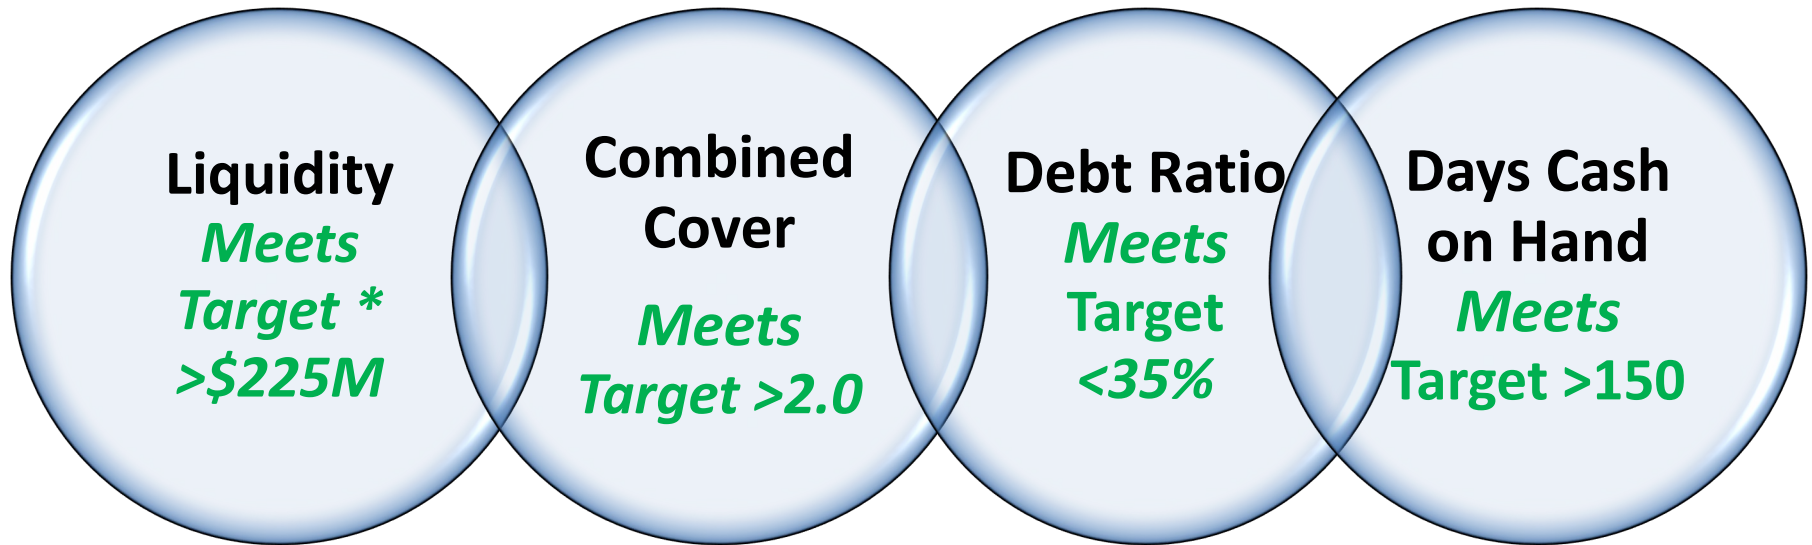 Liquidity
Meets
Target *
>$225M
Combined
Cover
Meets
Target >2.0
Debt Ratio
Meets
Target
<35%
Days Cash
on Hand
Meets
Target >150